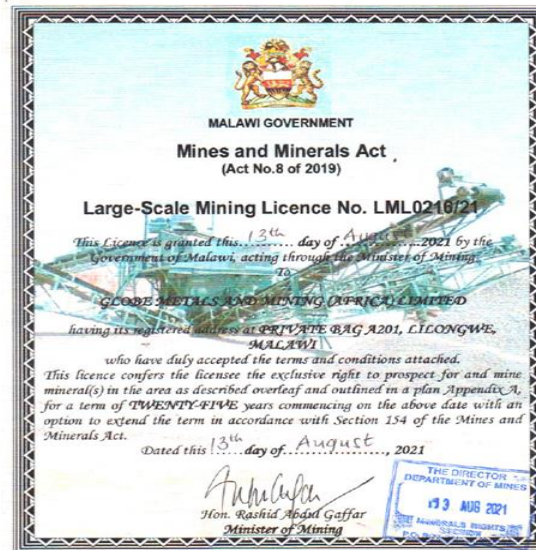 MALAWI GOVERNMENT
Mines and Minerals Act
(Act No.8 of 2019)
Large-Scale Mining Licence No. LML0216/21
This Licence is granted this 13th day of August 2021 by the
Government of Malawi, acting through the Minister of Mining
To
GLOBE METALS AND MINING (AFRICA) LIMITED
having its registered address at PRIVATE BAG A201, LILONGWE,
MALAWI
who have duly accepted the terms and conditions attached.
This licence confers the licensee the exclusive right to prospect for and mine
mineral(s) in the area as described overleaf and outlined in a plan Appendix A,
for a term of TWENTY-FIVE years commencing on the above date with an
option to extend the term in accordance with Section 154 of the Mines and
Minerals Act.
Dated this 13th day of August, 2021
Hon. Rashid Abdul Gaffar
Minister of Mining
THE DIRECTOR
DEPARTMENT OF MINES
13 AUG 2021
MINERALS RIGHTS
SECTION